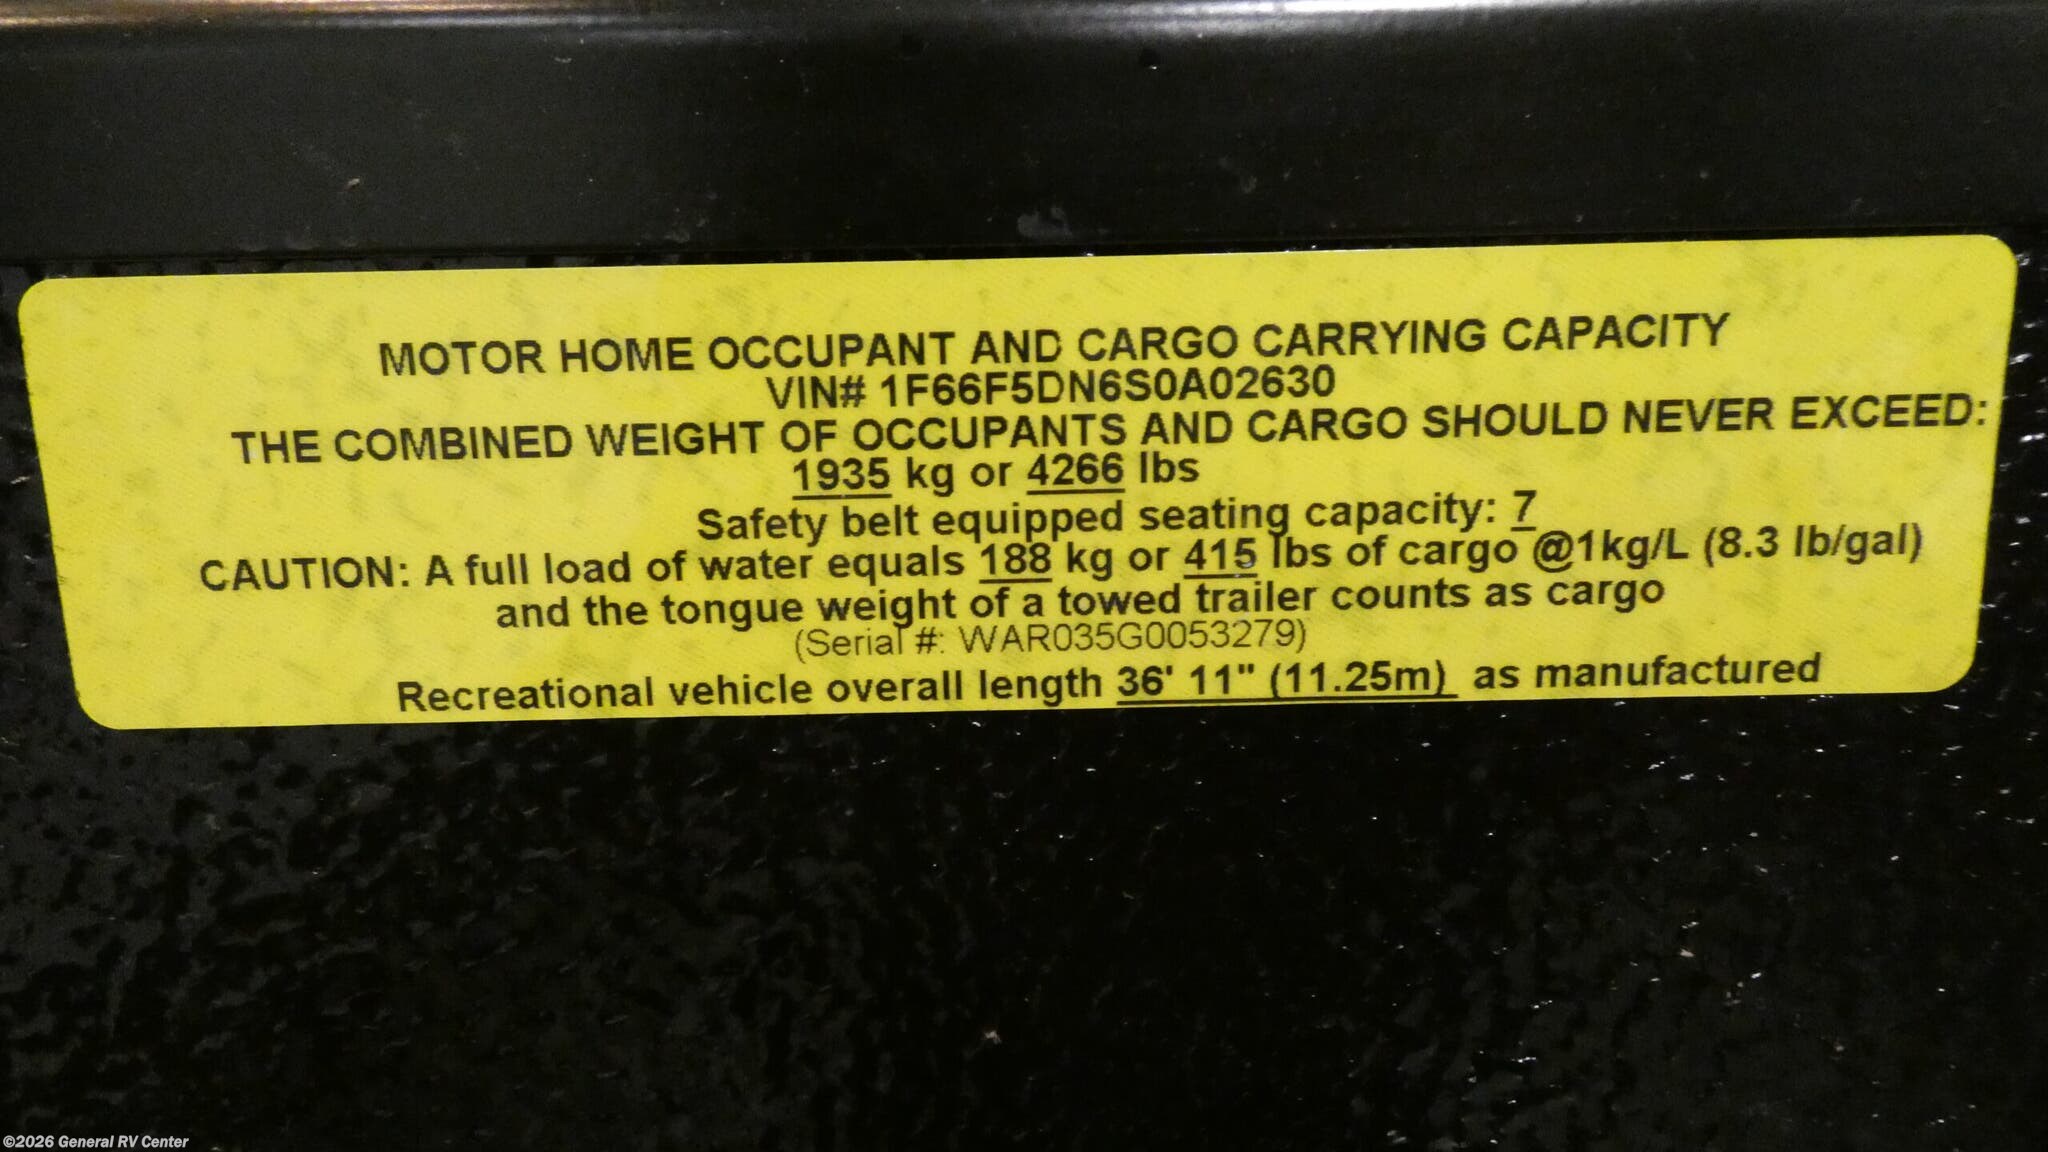 MOTOR HOME OCCUPANT AND CARGO CARRYING CAPACITY
VIN# 1F66F5DN6S0A02630
THE COMBINED WEIGHT OF OCCUPANTS AND CARGO SHOULD NEVER EXCEED:
1935 kg or 4266 lbs
Safety belt equipped seating capacity: 7
CAUTION: A full load of water equals 188 kg or 415 lbs of cargo @1kg/L (8.3 lb/gal)
and the tongue weight of a towed trailer counts as cargo
(Serial #: WAR035G0053279)
Recreational vehicle overall length 36' 11" (11.25m) as manufactured
©2026 General RV Center